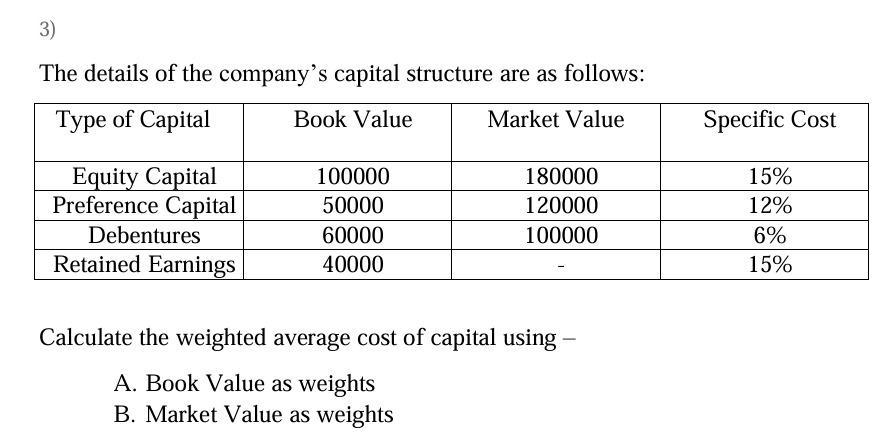 3)
The details of the company's capital structure are as follows:
Type of Capital Book Value Market Value Specific Cost
Equity Capital 100000 180000 15%
Preference Capital 50000 120000 12%
Debentures 60000 100000 6%
Retained Earnings 40000 - 15%
Calculate the weighted average cost of capital using –
A. Book Value as weights
B. Market Value as weights